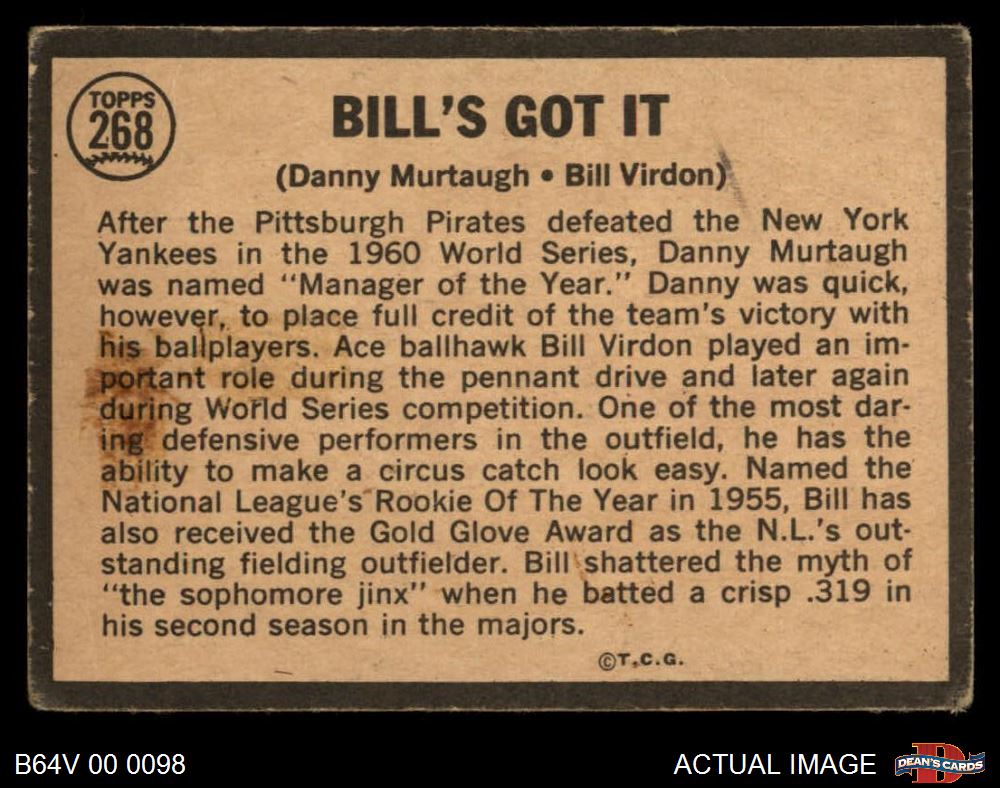 TOPPS
268
BILL'S GOT IT
(Danny Murtaugh • Bill Virdon)
After the Pittsburgh Pirates defeated the New York
Yankees in the 1960 World Series, Danny Murtaugh
was named "Manager of the Year." Danny was quick,
however, to place full credit of the team's victory with
his ballplayers. Ace ballhawk Bill Virdon played an im-
portant role during the pennant drive and later again
during World Series competition. One of the most dar-
ing defensive performers in the outfield, he has the
ability to make a circus catch look easy. Named the
National League's Rookie Of The Year in 1955, Bill has
also received the Gold Glove Award as the N.L.'s out-
standing fielding outfielder. Bill shattered the myth of
"the sophomore jinx" when he batted a crisp .319 in
his second season in the majors.
©T.C.G.
B64V 00 0098
ACTUAL IMAGE
D
DEAN'S CARDS